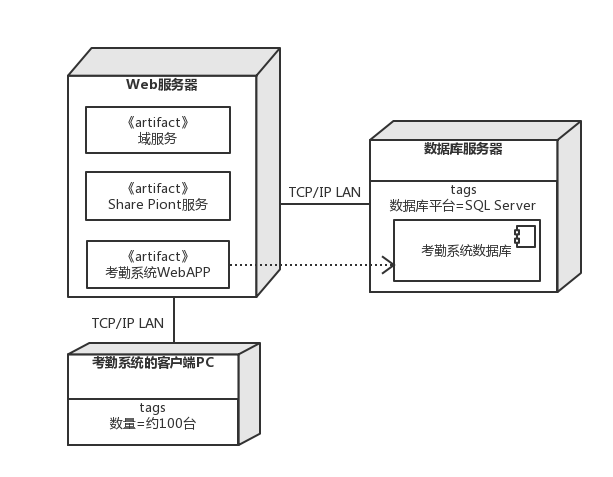 Web服务器
《artifact》
域服务
《artifact》
Share Piont服务
《artifact》
考勤系统WebAPP
TCP/IP LAN
数据库服务器
tags
数据库平台=SQL Server
考勤系统数据库
TCP/IP LAN
考勤系统的客户端PC
tags
数量=约100台